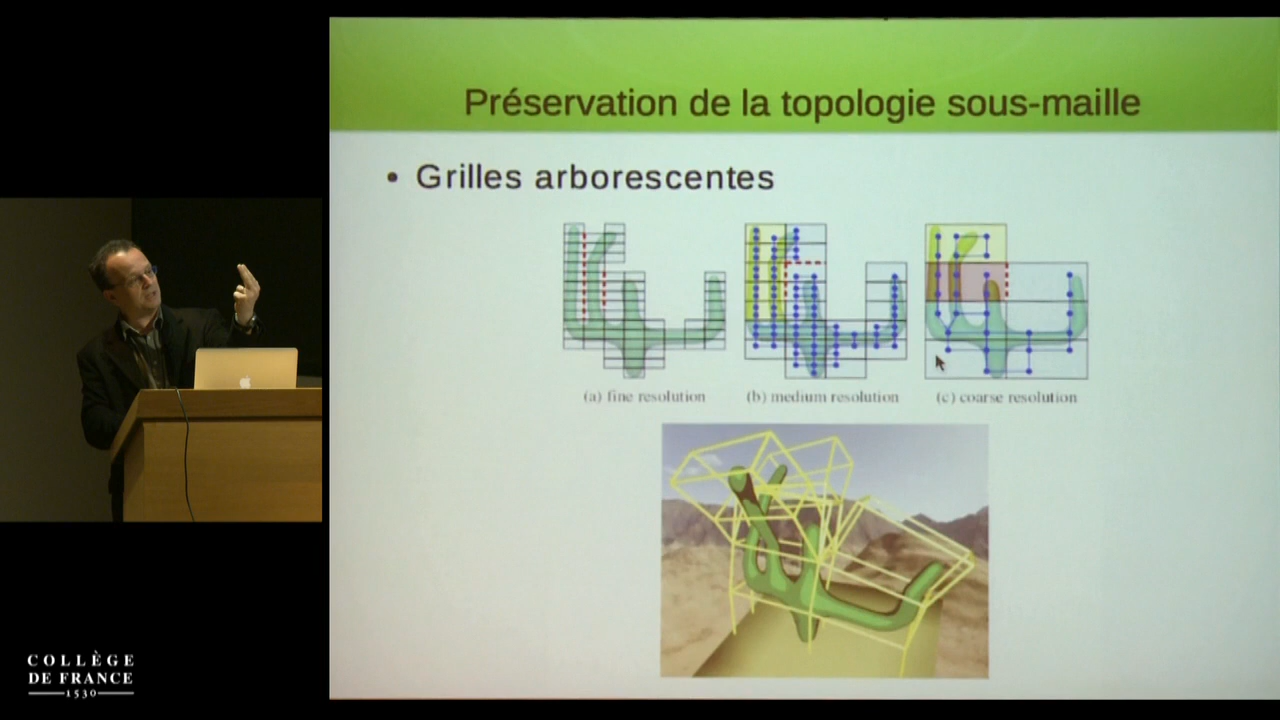 Préservation de la topologie sous-maille
• Grilles arborescentes
(a) fine resolution
(b) medium resolution
(c) coarse resolution
COLLÈGE
DE FRANCE
1530